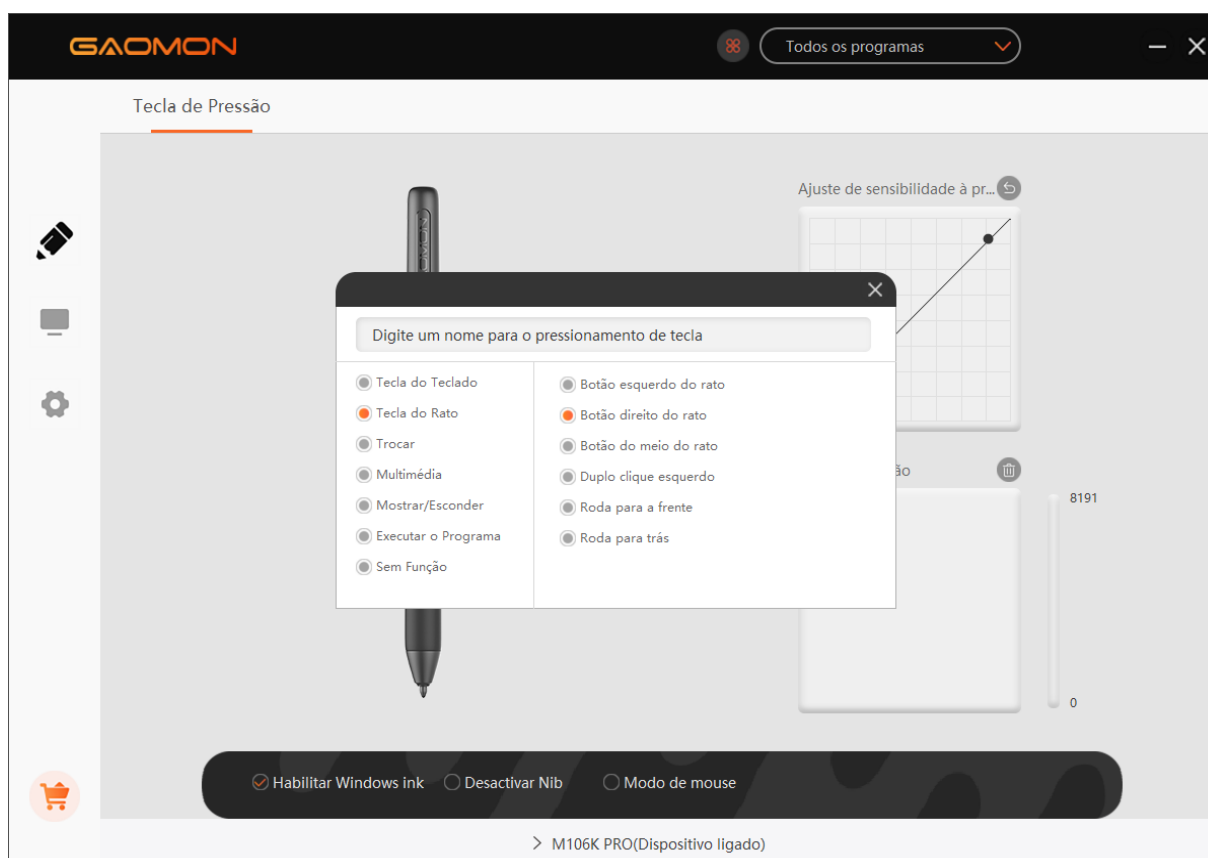 GAOMON
Todos os programas
Tecla de Pressão
Ajuste de sensibilidade à pr...
Digite um nome para o pressionamento de tecla
Tecla do Teclado
Tecla do Rato
Trocar
Multimédia
Mostrar/Esconder
Executar o Programa
Sem Função
Botão esquerdo do rato
Botão direito do rato
Botão do meio do rato
Duplo clique esquerdo
Roda para a frente
Roda para trás
8191
0
Habilitar Windows ink
Desactivar Nib
Modo de mouse
M106K PRO(Dispositivo ligado)